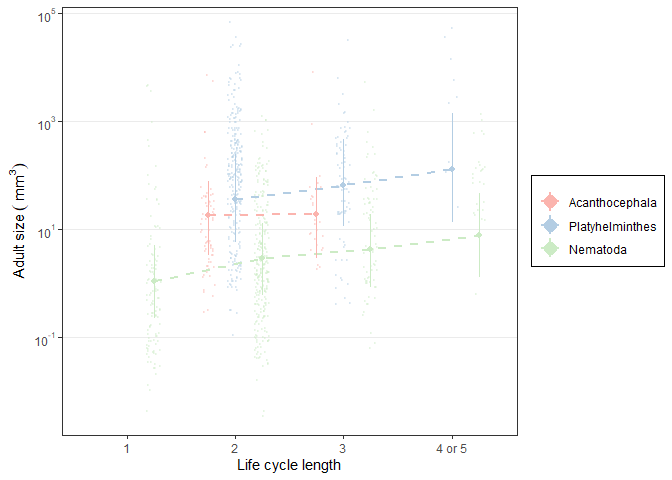 10^5
10^3
10^1
10^-1
Adult size ( mm^3)
1 2 3 4 or 5
Life cycle length
Acanthocephala
Platyhelminthes
Nematoda